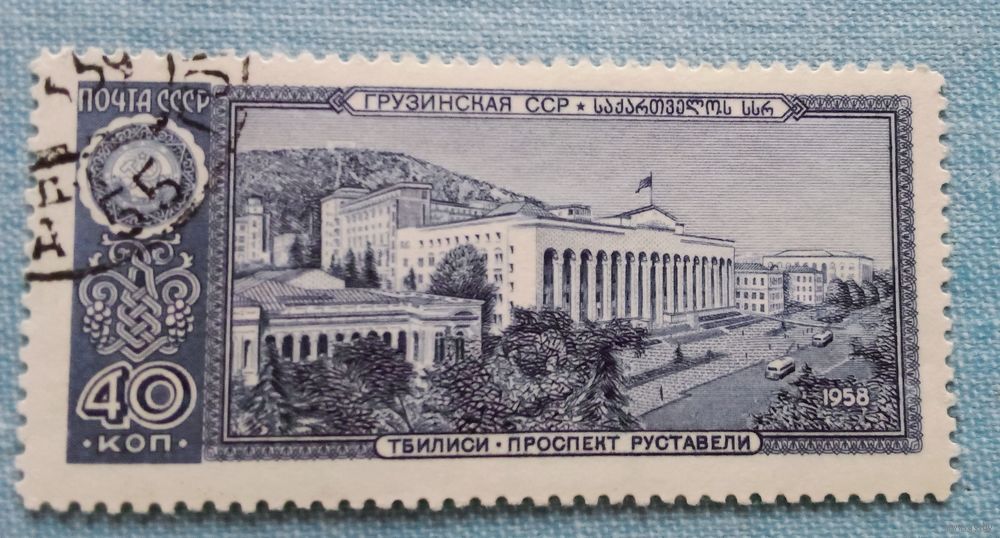 ПОЧТА СССР
ГРУЗИНСКАЯ ССР ★ ᲡᲐᲥᲐᲠᲗᲕᲔᲚᲝᲡ ᲡᲡᲠ
40
·КОП·
1958
ТБИЛИСИ · ПРОСПЕКТ РУСТАВЕЛИ